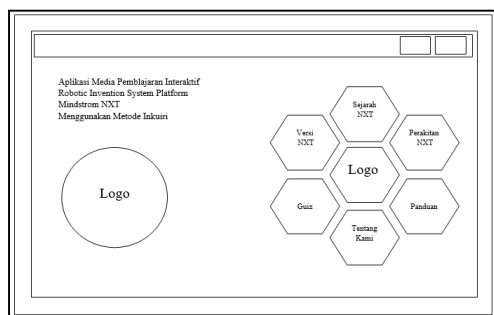 Aplikasi Media Pemblajaran Interaktif
Robotic Invention System Platform
Mindstrom NXT
Menggunakan Metode Inkuiri
Logo
Sejarah
NXT
Versi
NXT
Perakitan
NXT
Logo
Guiz
Panduan
Tentang
Kami